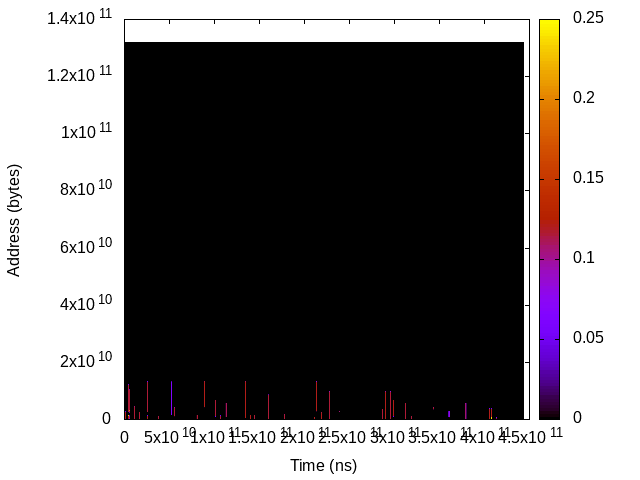 1.4x10 11
1.2x10 11
1x10 11
8x10 10
6x10 10
4x10 10
2x10 10
0
Address (bytes)
0 5x10 10 1x10 11 1.5x10 11 2x10 11 2.5x10 11 3x10 11 3.5x10 11 4x10 11 4.5x10 11
Time (ns)
0.25
0.2
0.15
0.1
0.05
0